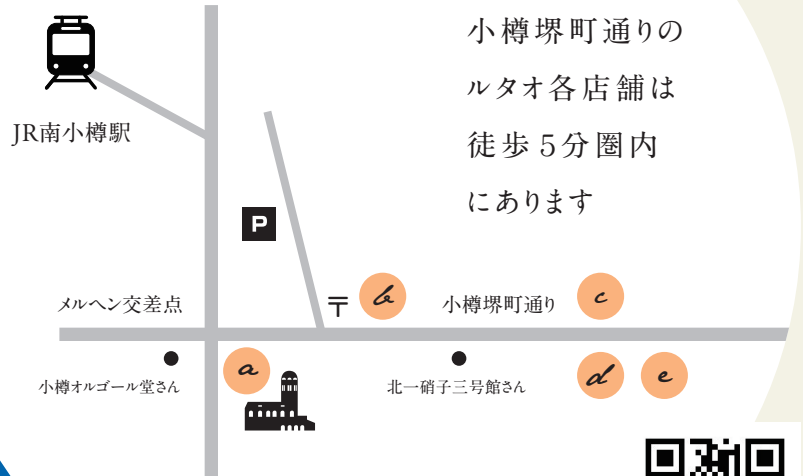 小樽堺町通りの
ルタオ各店舗は
徒歩5分圏内
にあります
JR南小樽駅
P
メルヘン交差点
〒
b
小樽堺町通り
c
小樽オルゴール堂さん
a
北一硝子三号館さん
d
e